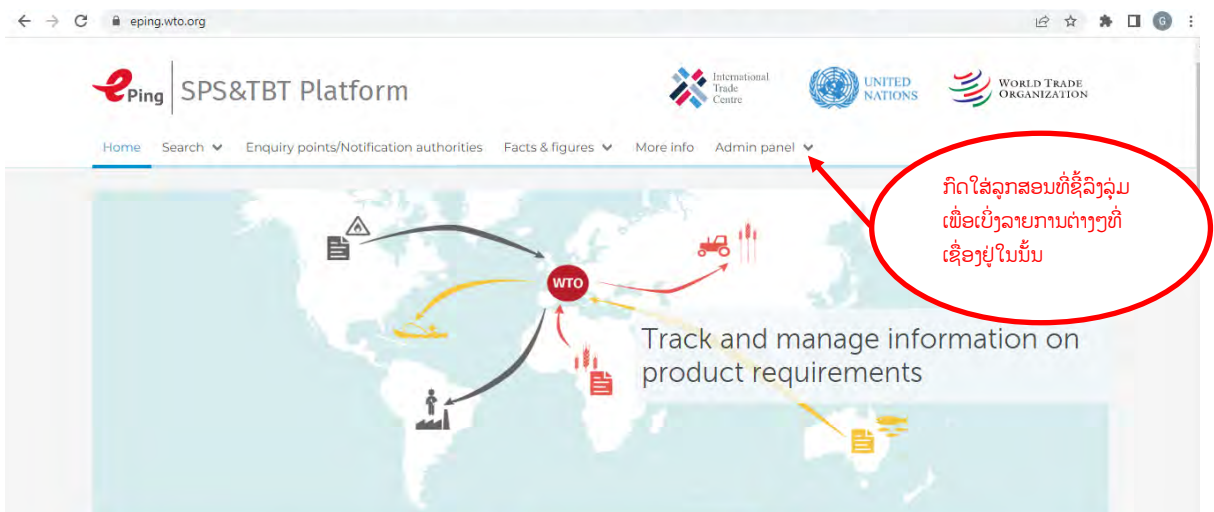 eping.wto.org
G
ePing
SPS&TBT Platform
International
Trade
Centre
UNITED
NATIONS
WORLD TRADE
ORGANIZATION
Home Search Enquiry points/Notification authorities Facts & figures More info Admin panel
ກົດໃສ່ລູກສອນທີ່ຊີ້ລົງລຸ່ມ
ເພື່ອເບິ່ງລາຍການຕ່າງໆທີ່
ເຊື່ອງຢູ່ໃນນັ້ນ
WTO
Track and manage information on
product requirements